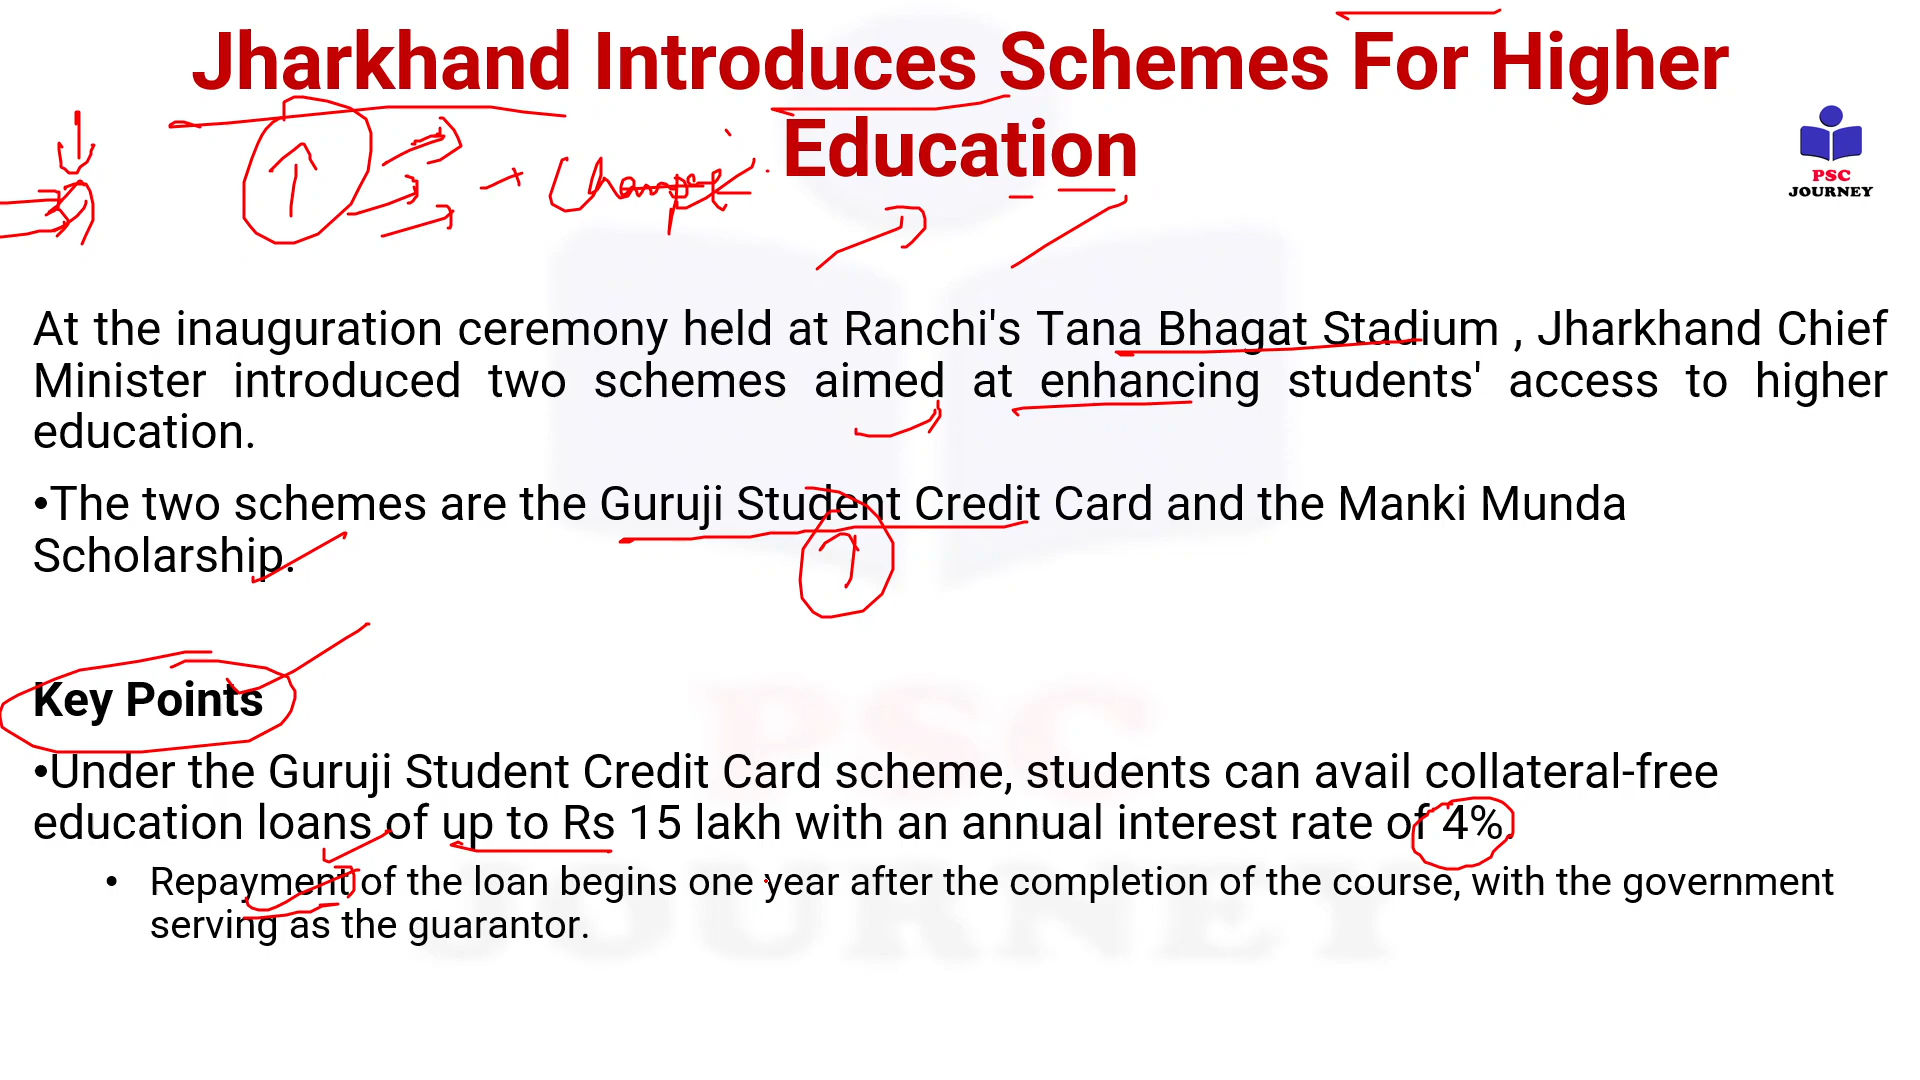 Jharkhand Introduces Schemes For Higher
Education
PSC
JOURNEY
At the inauguration ceremony held at Ranchi's Tana Bhagat Stadium , Jharkhand Chief
Minister introduced two schemes aimed at enhancing students' access to higher
education.
•The two schemes are the Guruji Student Credit Card and the Manki Munda
Scholarship.
Key Points
•Under the Guruji Student Credit Card scheme, students can avail collateral-free
education loans of up to Rs 15 lakh with an annual interest rate of 4%.
• Repayment of the loan begins one year after the completion of the course, with the government
serving as the guarantor.
PSC
JOURNEY